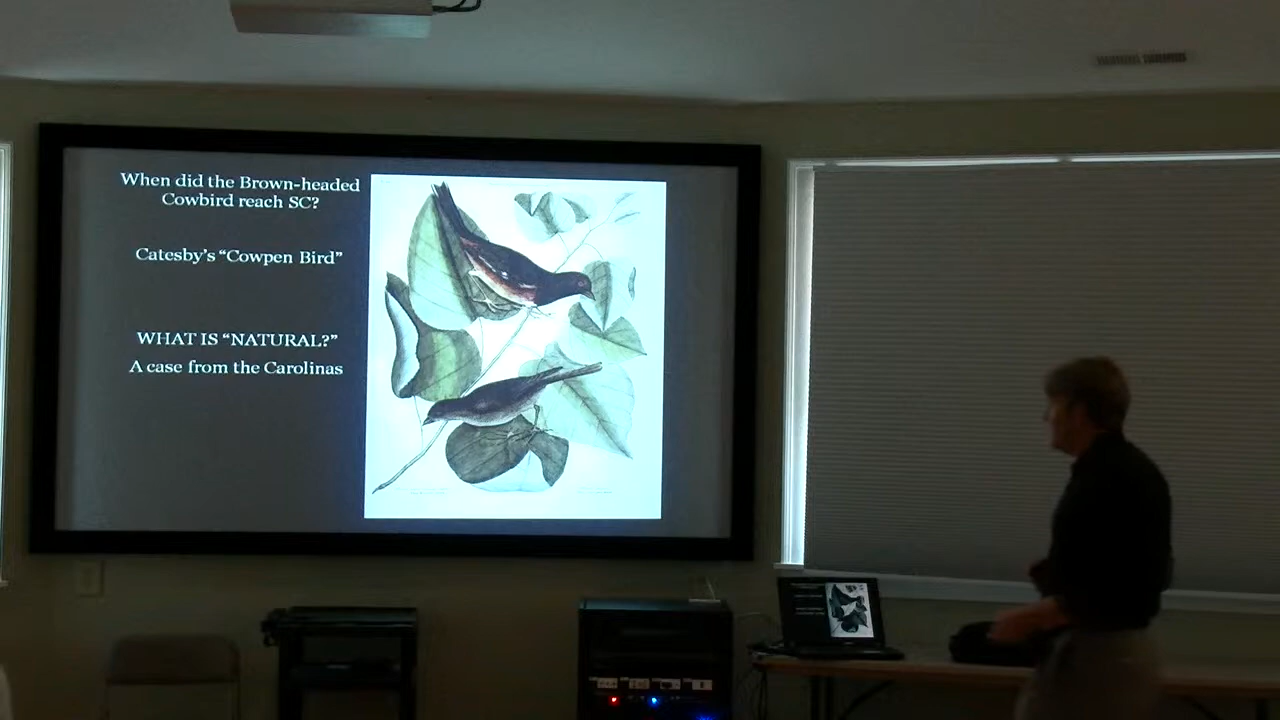 When did the Brown-headed
Cowbird reach SC?
Catesby's "Cowpen Bird"
WHAT IS "NATURAL?"
A case from the Carolinas